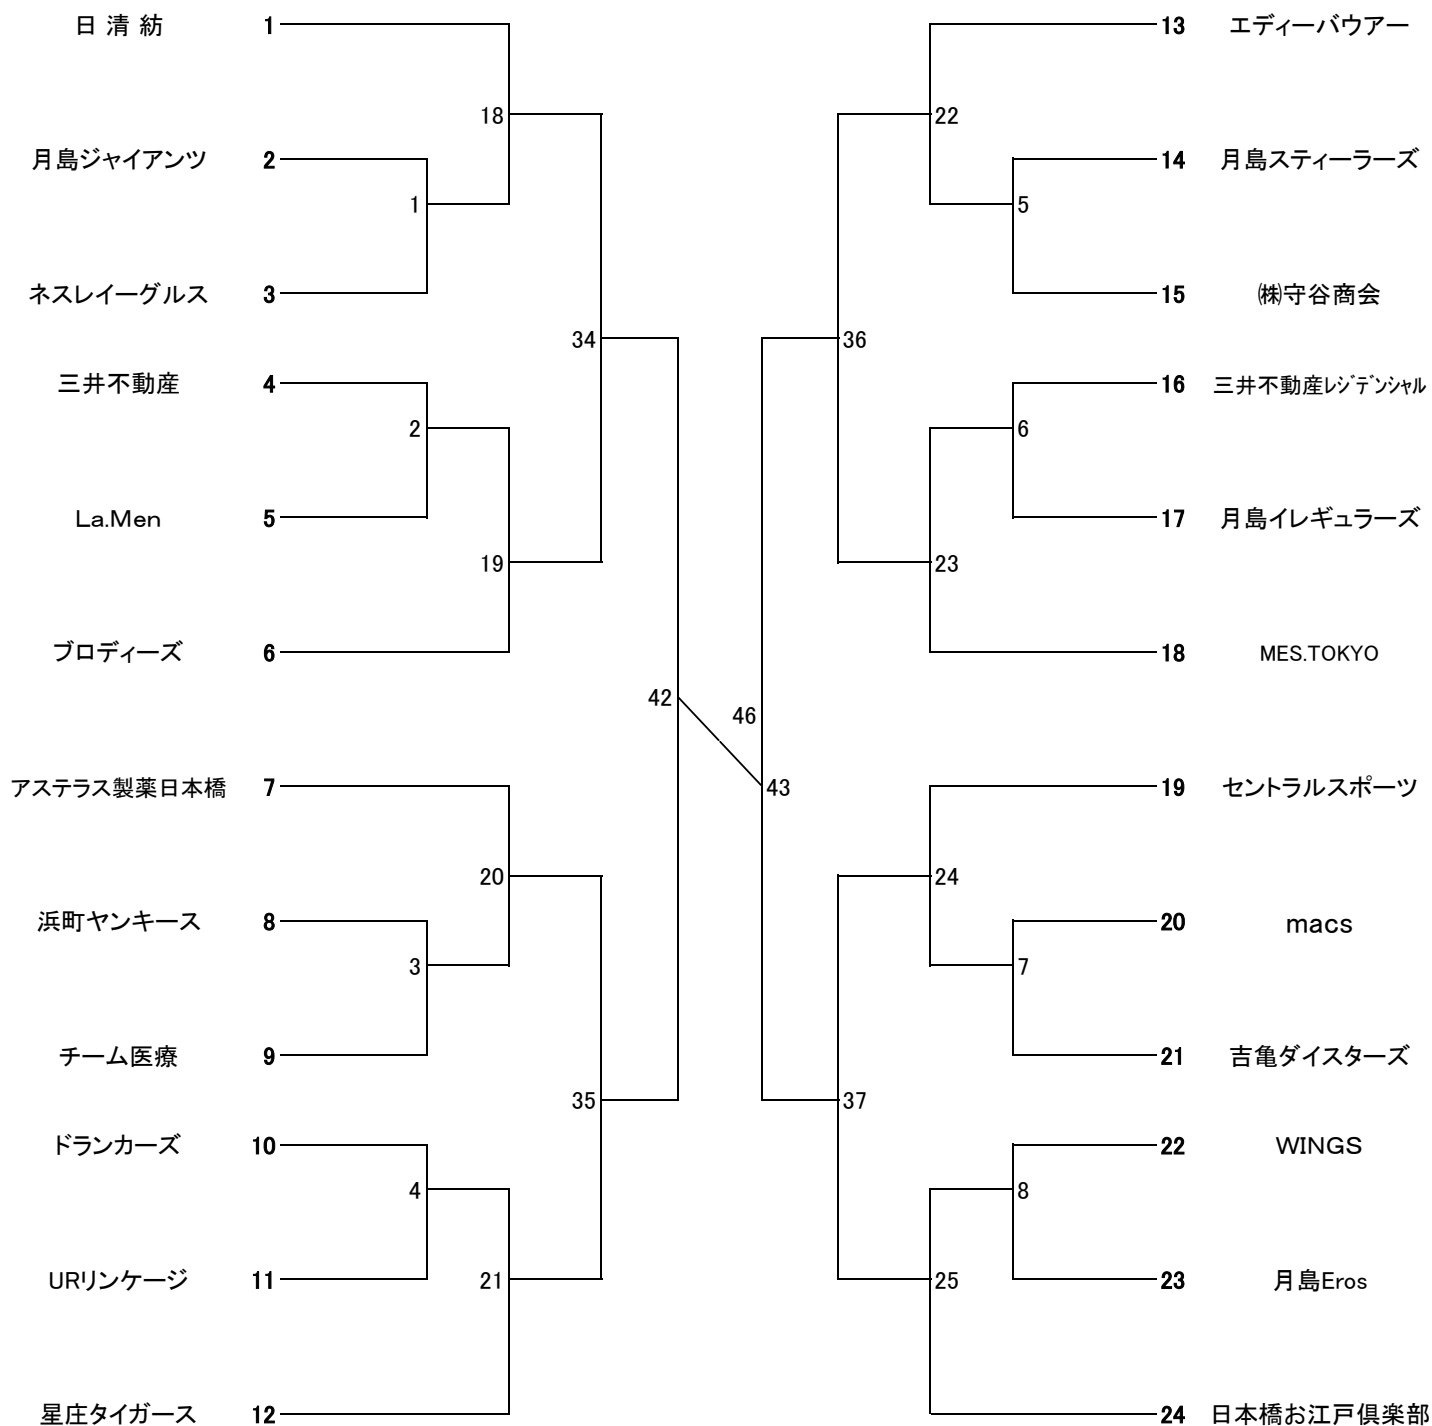 日 清 紡 1
18
月島ジャイアンツ 2
1
ネスレイーグルス 3
34
三井不動産 4
2
La.Men 5
19
ブロディーズ 6
42
アステラス製薬日本橋 7
20
浜町ヤンキース 8
3
チーム医療 9
35
ドランカーズ 10
4
URリンケージ 11
21
星庄タイガース 12
46
43
13 エディーバウアー
22
14 月島スティーラーズ
5
15 ㈱守谷商会
36
16 三井不動産ﾚｼﾞﾃﾞﾝｼｬﾙ
6
17 月島イレギュラーズ
23
18 MES.TOKYO
19 セントラルスポーツ
24
20 macs
7
21 吉亀ダイスターズ
37
22 WINGS
8
23 月島Eros
25
24 日本橋お江戸倶楽部